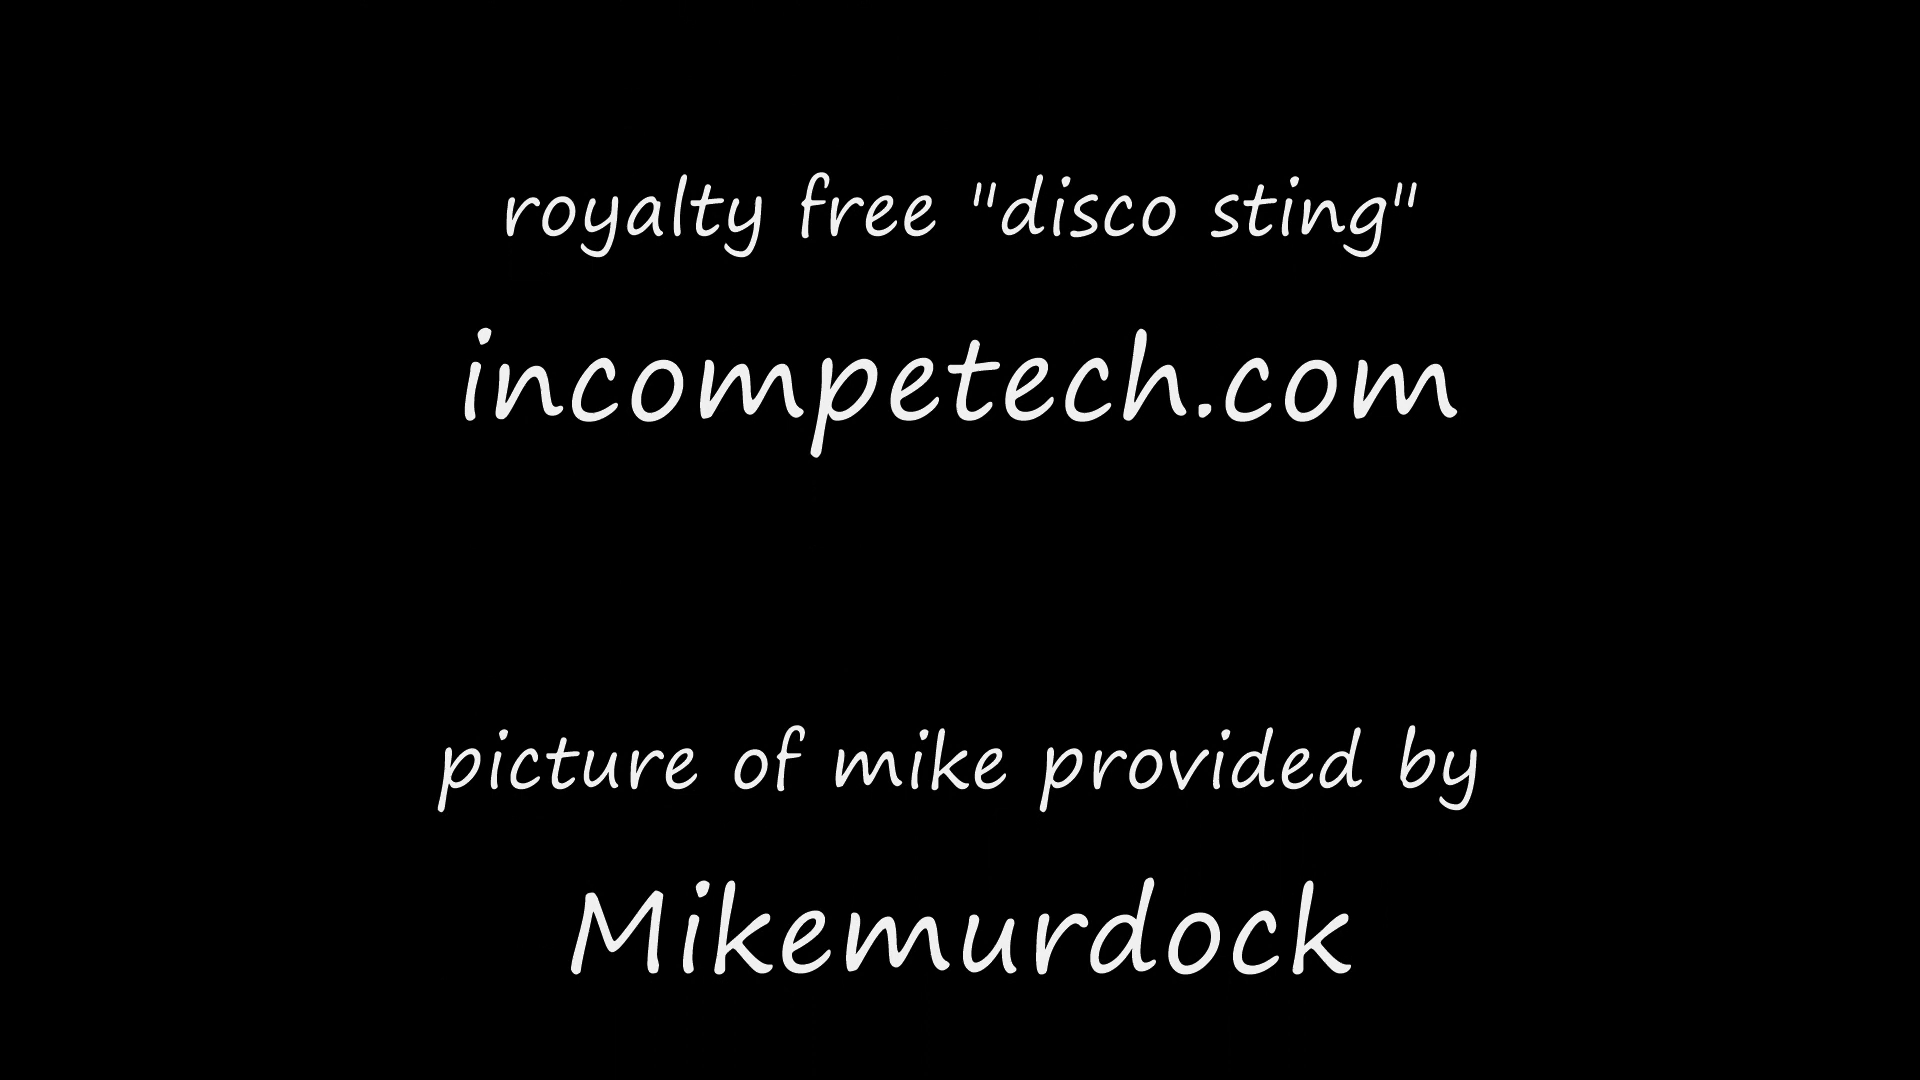 royalty free "disco sting"
incompetech.com
picture of mike provided by
Mikemurdock